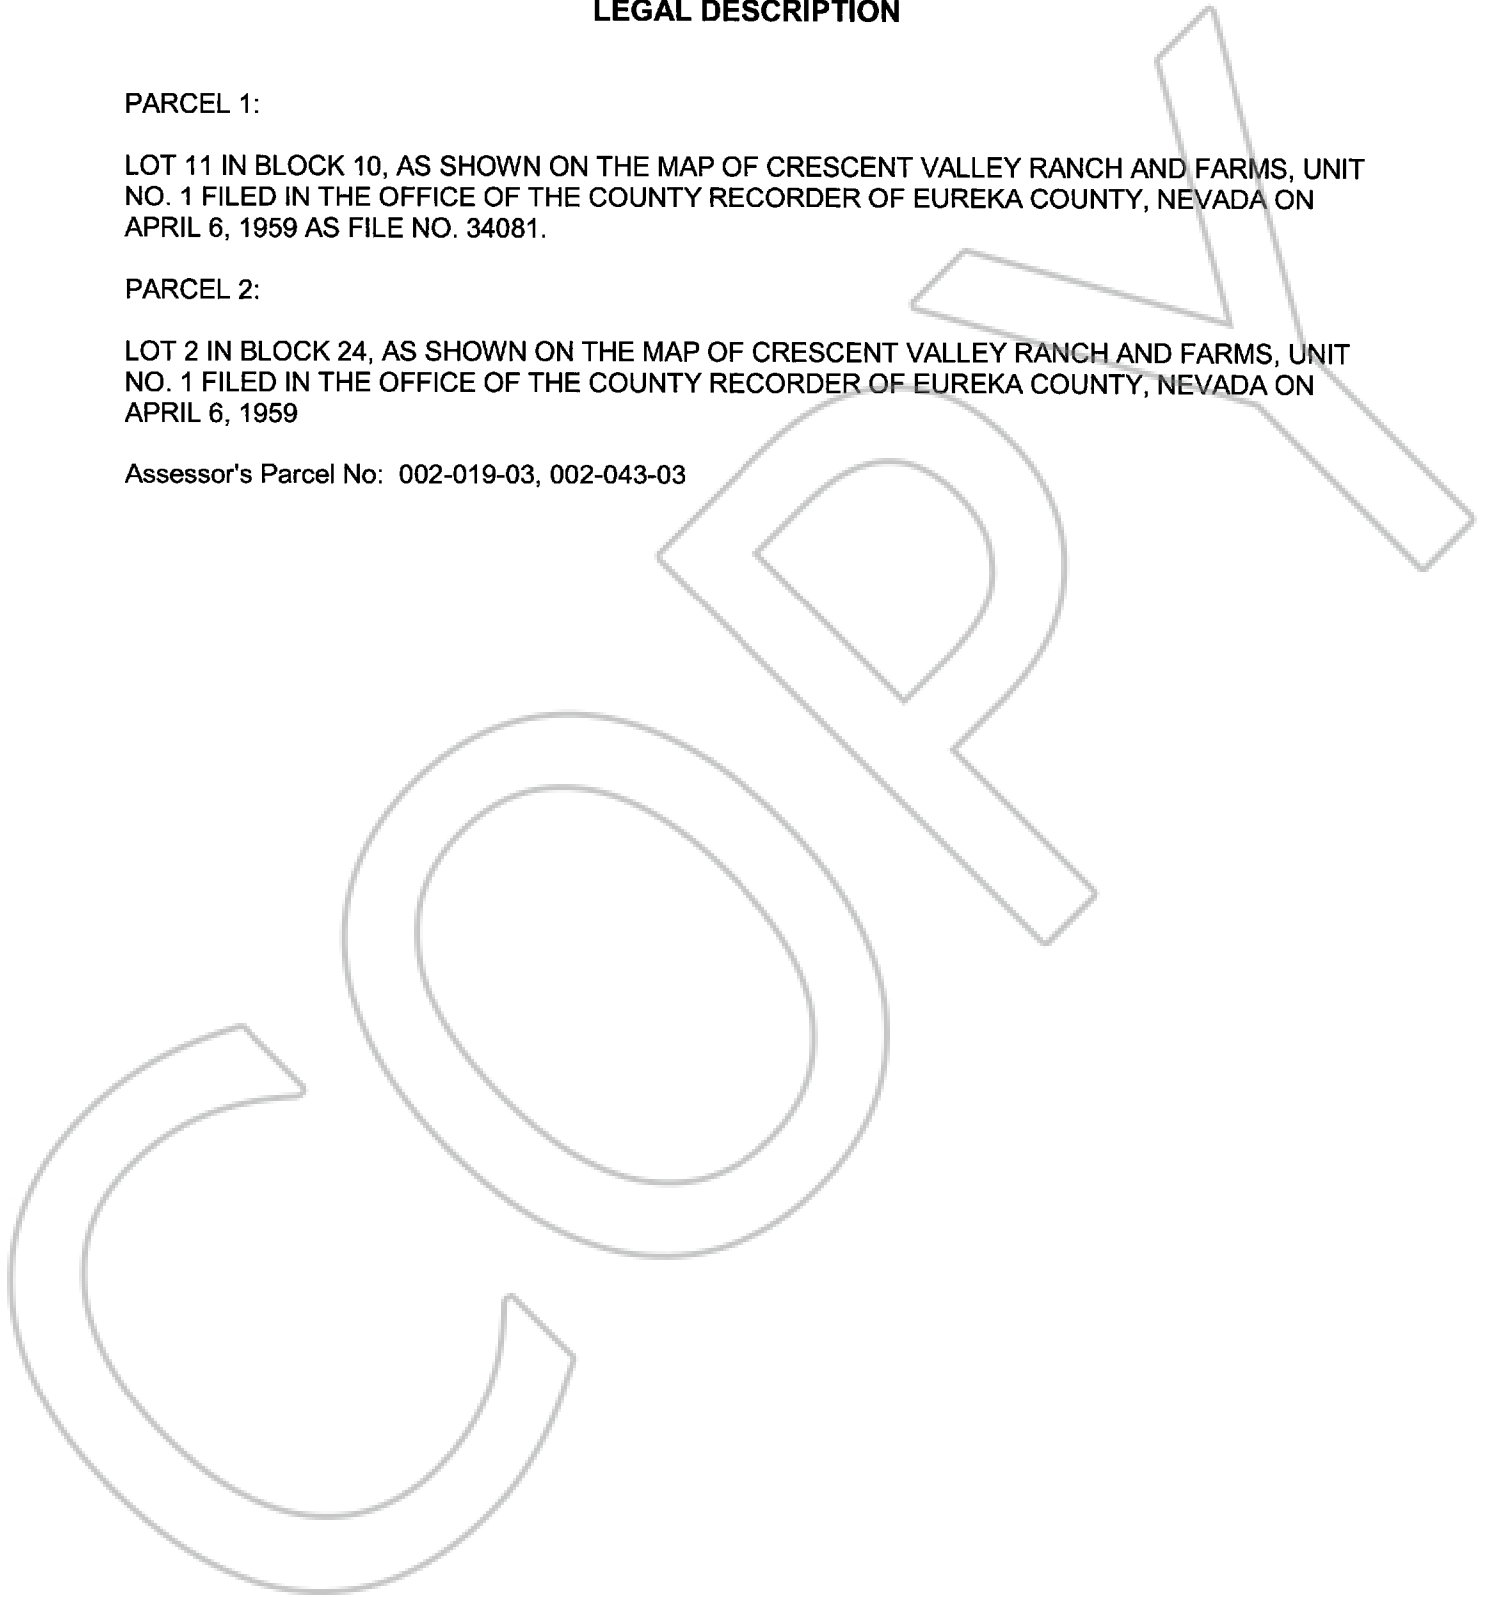 LEGAL DESCRIPTION
PARCEL 1:
LOT 11 IN BLOCK 10, AS SHOWN ON THE MAP OF CRESCENT VALLEY RANCH AND FARMS, UNIT
NO. 1 FILED IN THE OFFICE OF THE COUNTY RECORDER OF EUREKA COUNTY, NEVADA ON
APRIL 6, 1959 AS FILE NO. 34081.
PARCEL 2:
LOT 2 IN BLOCK 24, AS SHOWN ON THE MAP OF CRESCENT VALLEY RANCH AND FARMS, UNIT
NO. 1 FILED IN THE OFFICE OF THE COUNTY RECORDER OF EUREKA COUNTY, NEVADA ON
APRIL 6, 1959
Assessor's Parcel No:  002-019-03, 002-043-03
COPY